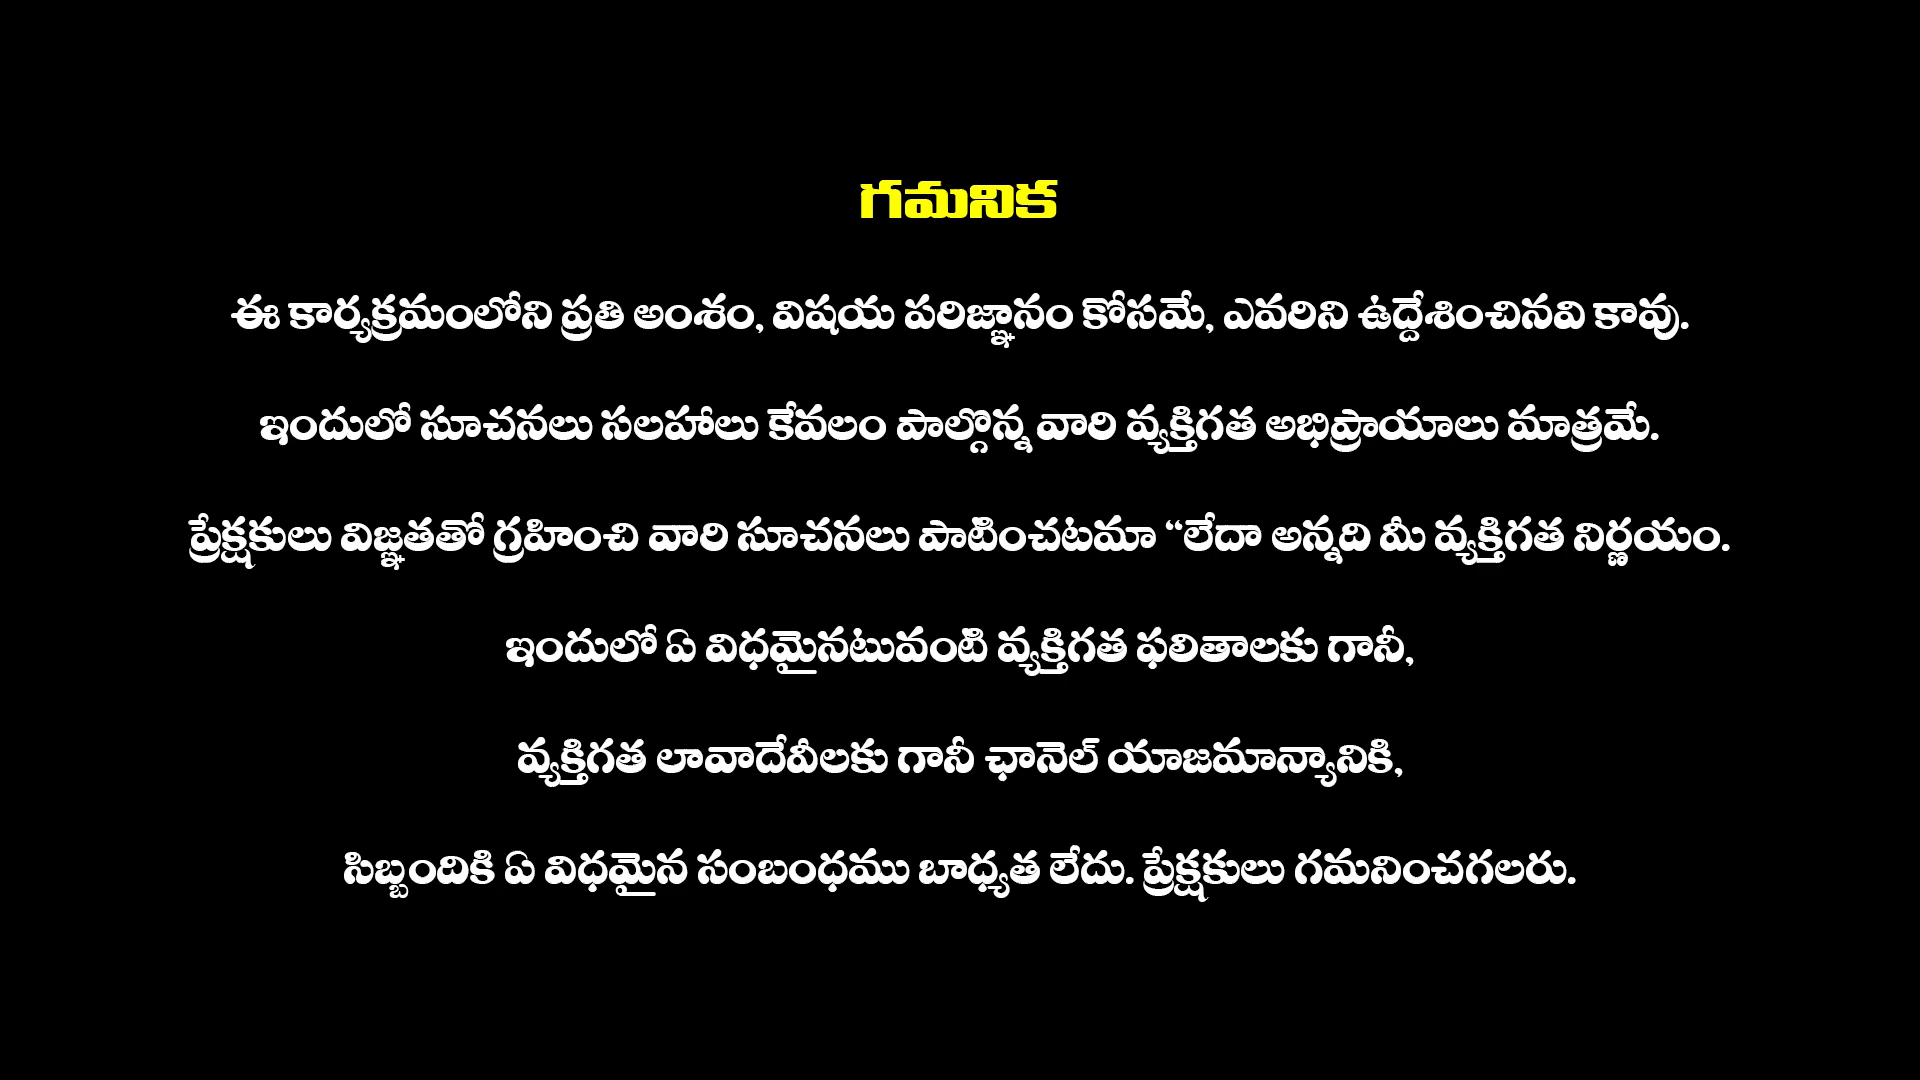 గమనిక
ఈ కార్యక్రమంలోని ప్రతి అంశం, విషయ పరిజ్ఞానం కోసమే, ఎవరిని ఉద్దేశించినవి కావు.
ఇందులో సూచనలు సలహాలు కేవలం పాల్గొన్న వారి వ్యక్తిగత అభిప్రాయాలు మాత్రమే.
ప్రేక్షకులు విజ్ఞతతో గ్రహించి వారి సూచనలు పాటించటమా “లేదా అన్నది మీ వ్యక్తిగత నిర్ణయం.
ఇందులో ఏ విధమైనటువంటి వ్యక్తిగత ఫలితాలకు గానీ,
వ్యక్తిగత లావాదేవీలకు గానీ ఛానెల్ యాజమాన్యానికి,
సిబ్బందికి ఏ విధమైన సంబంధము బాధ్యత లేదు. ప్రేక్షకులు గమనించగలరు.